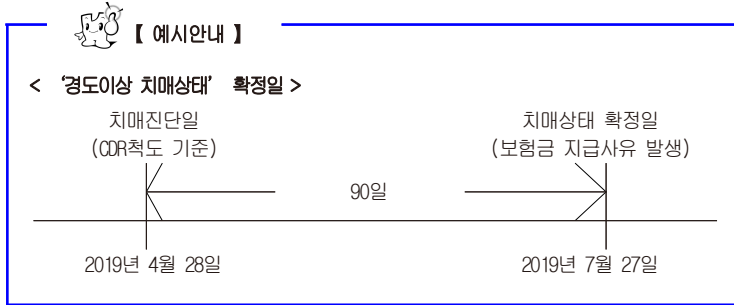 【 예시안내 】
< ‘경도이상 치매상태’ 확정일 >
치매진단일 치매상태 확정일
(CDR척도 기준) (보험금 지급사유 발생)
90일
2019년 4월 28일 2019년 7월 27일